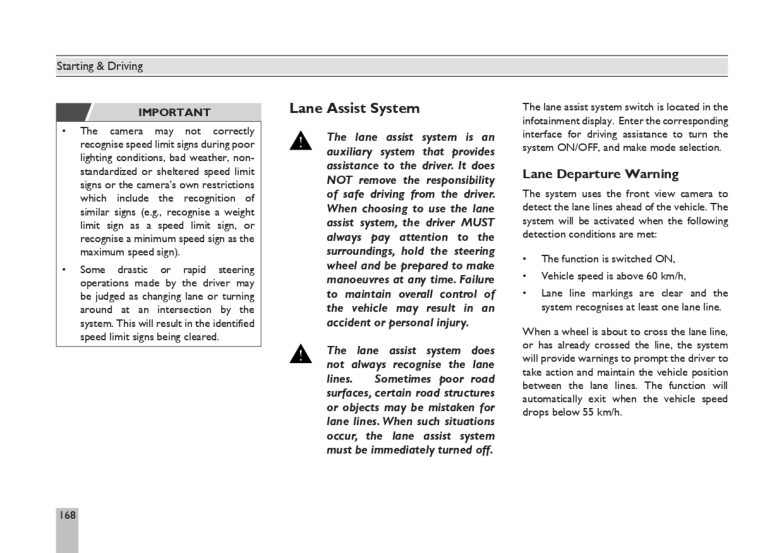 Starting & Driving
IMPORTANT
• The camera may not correctly
recognise speed limit signs during poor
lighting conditions, bad weather, non-
standardized or sheltered speed limit
signs or the camera's own restrictions
which include the recognition of
similar signs (e.g., recognise a weight
limit sign as a speed limit sign, or
recognise a minimum speed sign as the
maximum speed sign).
• Some drastic or rapid steering
operations made by the driver may
be judged as changing lane or turning
around at an intersection by the
system. This will result in the identified
speed limit signs being cleared.
Lane Assist System
The lane assist system is an
auxiliary system that provides
assistance to the driver. It does
NOT remove the responsibility
of safe driving from the driver.
When choosing to use the lane
assist system, the driver MUST
always pay attention to the
surroundings, hold the steering
wheel and be prepared to make
manoeuvres at any time. Failure
to maintain overall control of
the vehicle may result in an
accident or personal injury.
The lane assist system does
not always recognise the lane
lines. Sometimes poor road
surfaces, certain road structures
or objects may be mistaken for
lane lines. When such situations
occur, the lane assist system
must be immediately turned off.
The lane assist system switch is located in the
infotainment display. Enter the corresponding
interface for driving assistance to turn the
system ON/OFF, and make mode selection.
Lane Departure Warning
The system uses the front view camera to
detect the lane lines ahead of the vehicle. The
system will be activated when the following
detection conditions are met:
• The function is switched ON,
• Vehicle speed is above 60 km/h,
• Lane line markings are clear and the
system recognises at least one lane line.
When a wheel is about to cross the lane line,
or has already crossed the line, the system
will provide warnings to prompt the driver to
take action and maintain the vehicle position
between the lane lines. The function will
automatically exit when the vehicle speed
drops below 55 km/h.
168